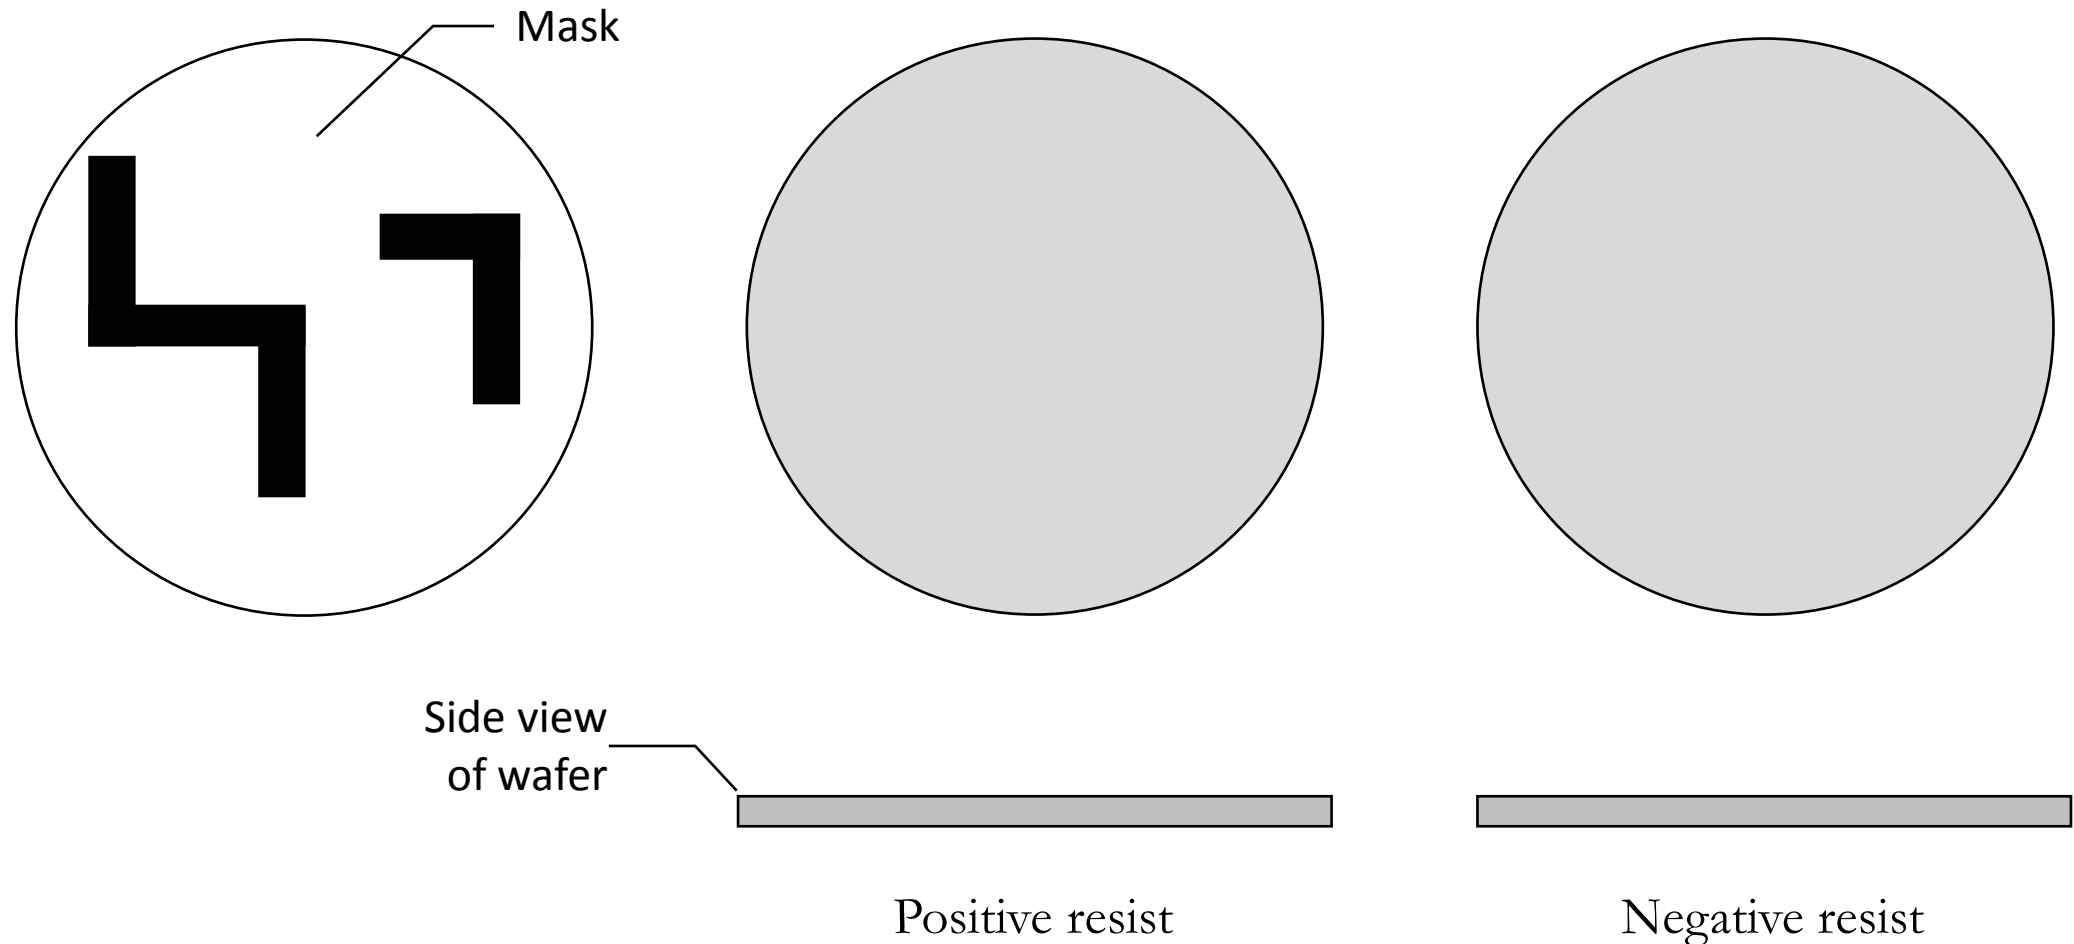 Mask
Side view
of wafer
Positive resist
Negative resist